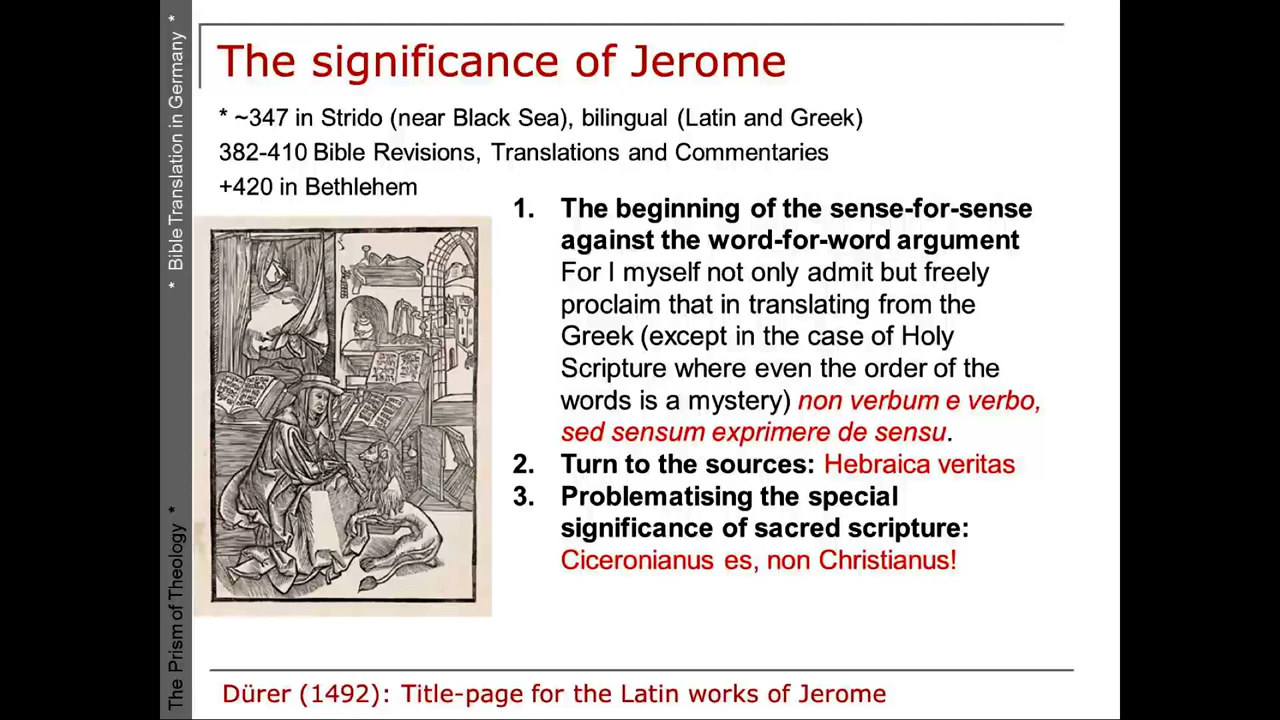 The significance of Jerome
* ~347 in Strido (near Black Sea), bilingual (Latin and Greek)
382-410 Bible Revisions, Translations and Commentaries
+420 in Bethlehem
1. The beginning of the sense-for-sense
against the word-for-word argument
For I myself not only admit but freely
proclaim that in translating from the
Greek (except in the case of Holy
Scripture where even the order of the
words is a mystery) non verbum e verbo,
sed sensum exprimere de sensu.
2. Turn to the sources: Hebraica veritas
3. Problematising the special
significance of sacred scripture:
Ciceronianus es, non Christianus!
Dürer (1492): Title-page for the Latin works of Jerome
The Prism of Theology * * Bible Translation in Germany *